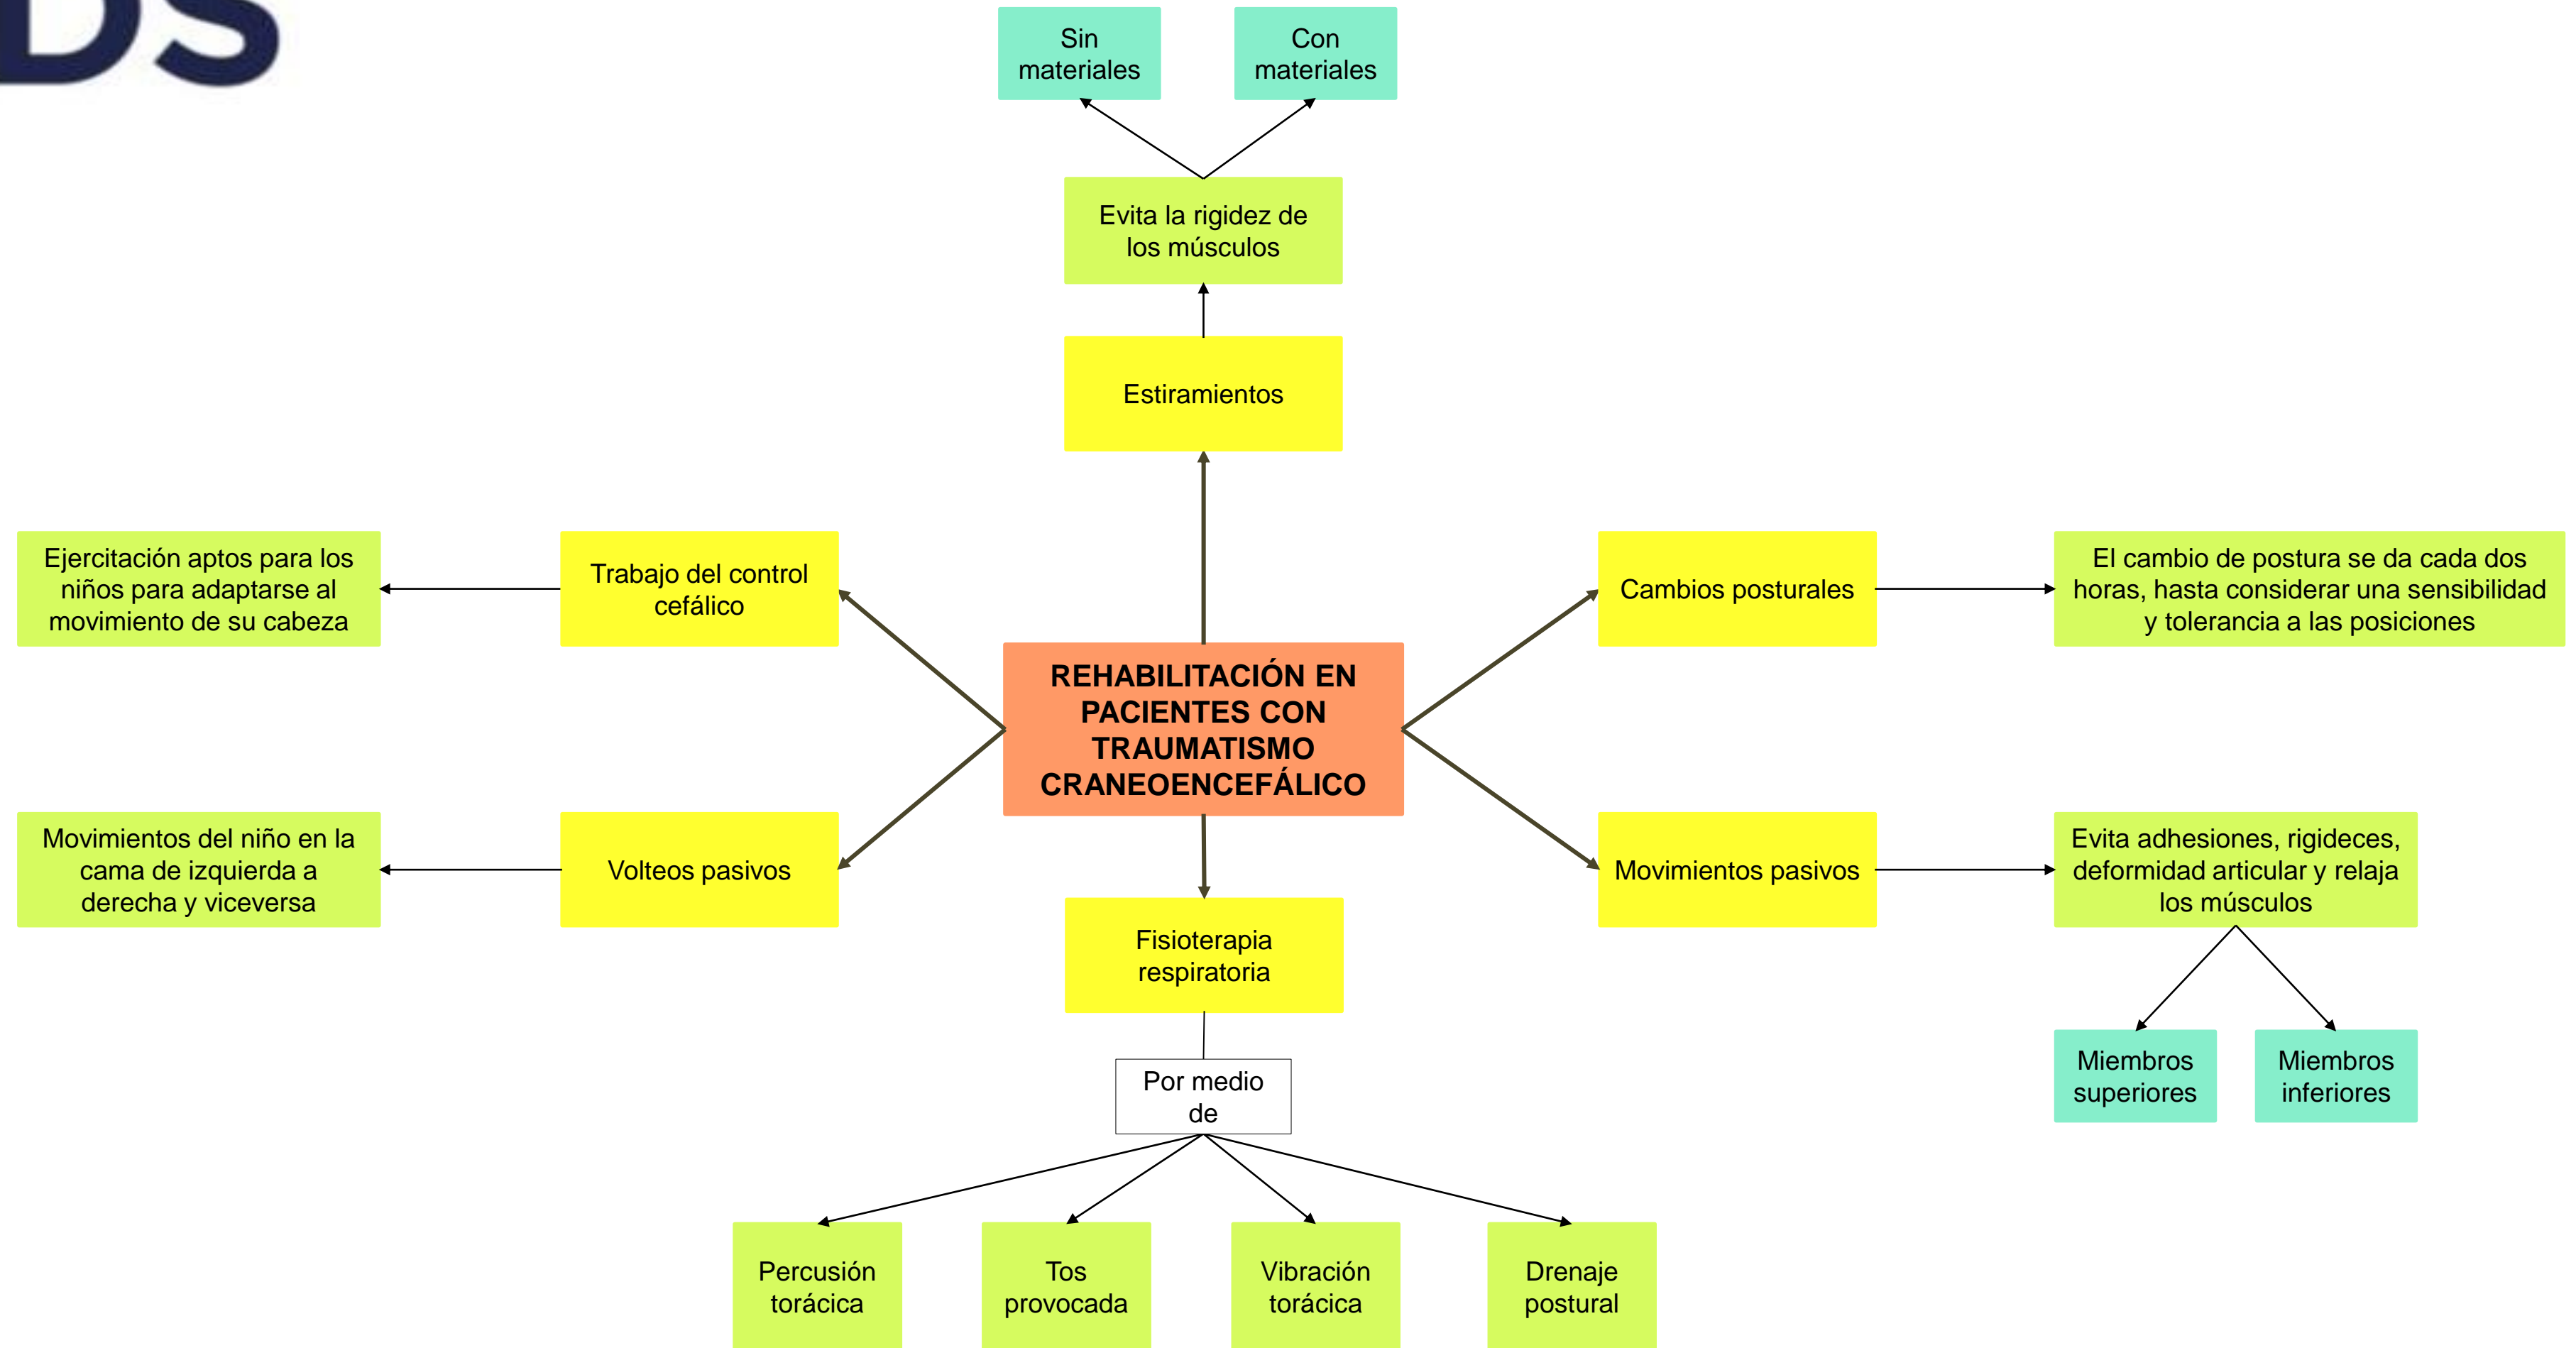 DS
Sin
materiales
Con
materiales
Evita la rigidez de
los músculos
Estiramientos
Ejercitación aptos para los
niños para adaptarse al
movimiento de su cabeza
Trabajo del control
cefálico
Cambios posturales
El cambio de postura se da cada dos
horas, hasta considerar una sensibilidad
y tolerancia a las posiciones
REHABILITACIÓN EN
PACIENTES CON
TRAUMATISMO
CRANEOENCEFÁLICO
Movimientos del niño en la
cama de izquierda a
derecha y viceversa
Volteos pasivos
Movimientos pasivos
Evita adhesiones, rigideces,
deformidad articular y relaja
los músculos
Fisioterapia
respiratoria
Miembros
superiores
Miembros
inferiores
Por medio
de
Percusión
torácica
Tos
provocada
Vibración
torácica
Drenaje
postural